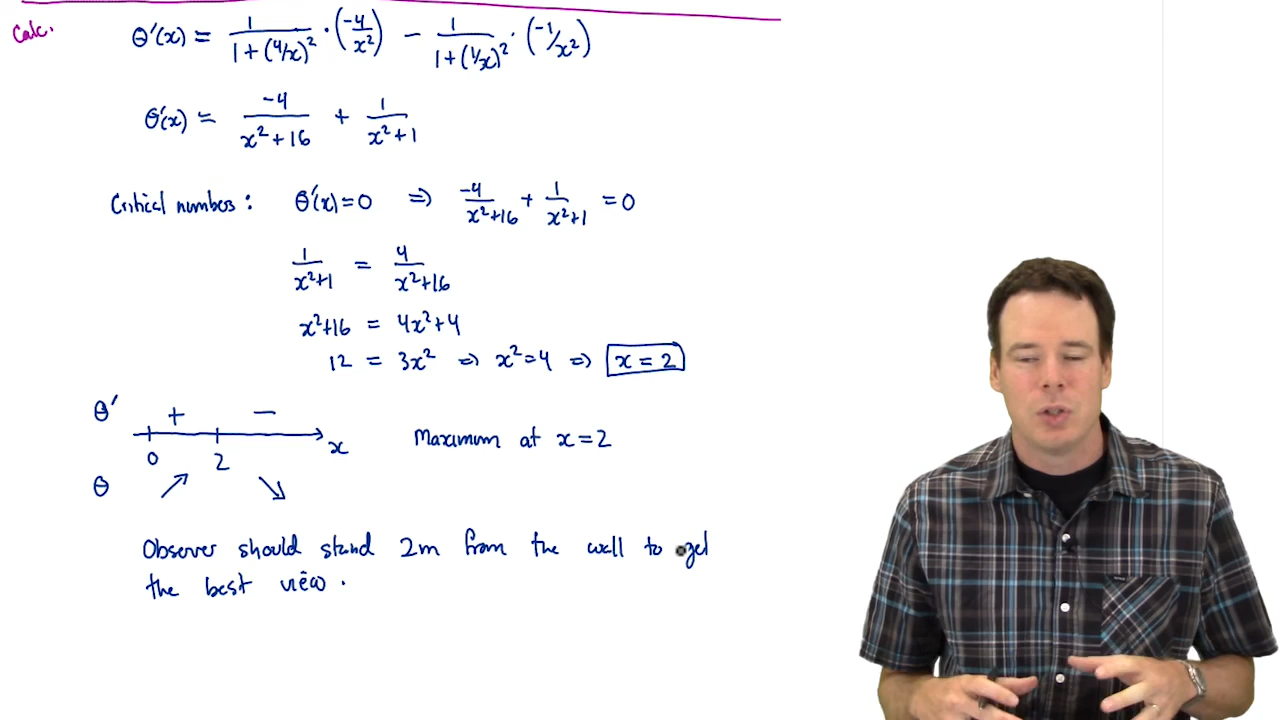 Calc.
θ'(x) = 1/(1+(4/x)²) · (-4/x²) − 1/(1+(1/x)²) · (-1/x²)
θ'(x) = -4/(x²+16) + 1/(x²+1)
Critical numbers: θ'(x)=0 ⇒ -4/(x²+16) + 1/(x²+1) = 0
1/(x²+1) = 4/(x²+16)
x²+16 = 4x²+4
12 = 3x² ⇒ x²=4 ⇒ x = 2
θ' + −
0 2 x
θ ↗ ↘
Maximum at x=2
Observer should stand 2m from the wall to get
the best view.